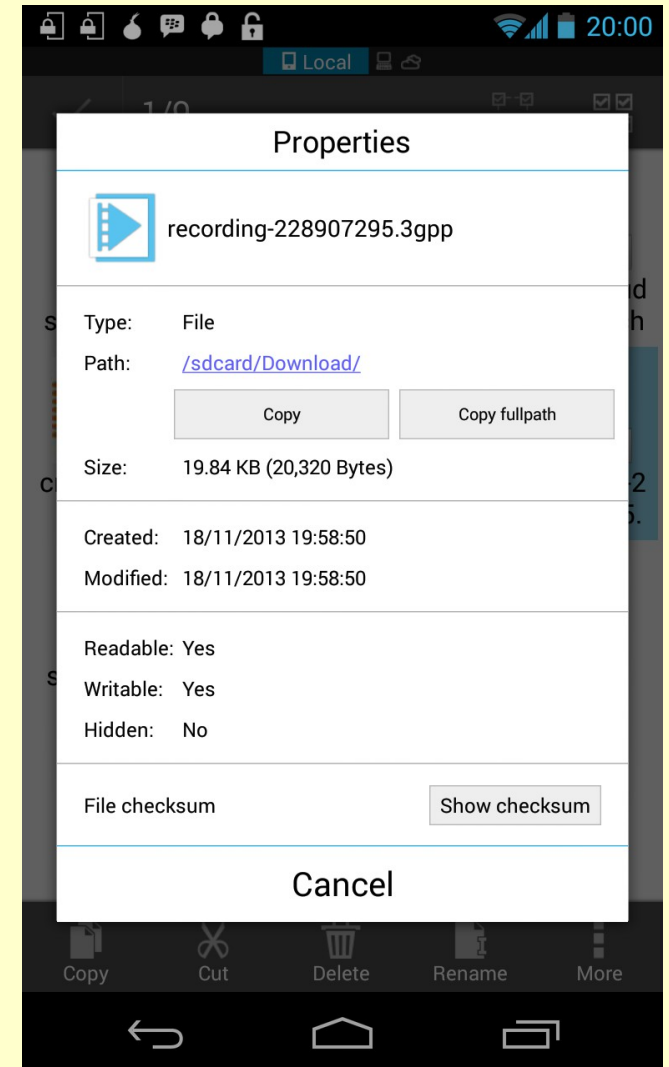 20:00
Local
1/9
Properties
recording-228907295.3gpp
Type: File
Path: /sdcard/Download/
Copy Copy fullpath
Size: 19.84 KB (20,320 Bytes)
Created: 18/11/2013 19:58:50
Modified: 18/11/2013 19:58:50
Readable: Yes
Writable: Yes
Hidden: No
File checksum Show checksum
Cancel
Copy Cut Delete Rename More